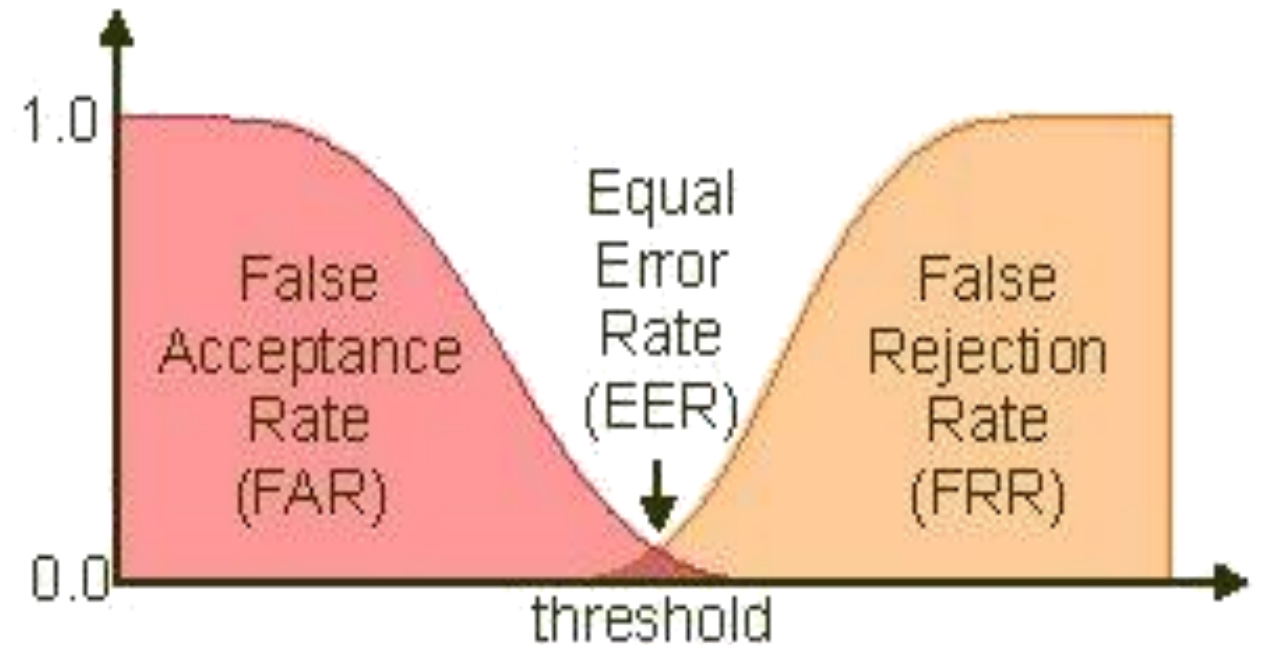 1.0
False
Acceptance
Rate
(FAR)
Equal
Error
Rate
(EER)
False
Rejection
Rate
(FRR)
0.0
threshold